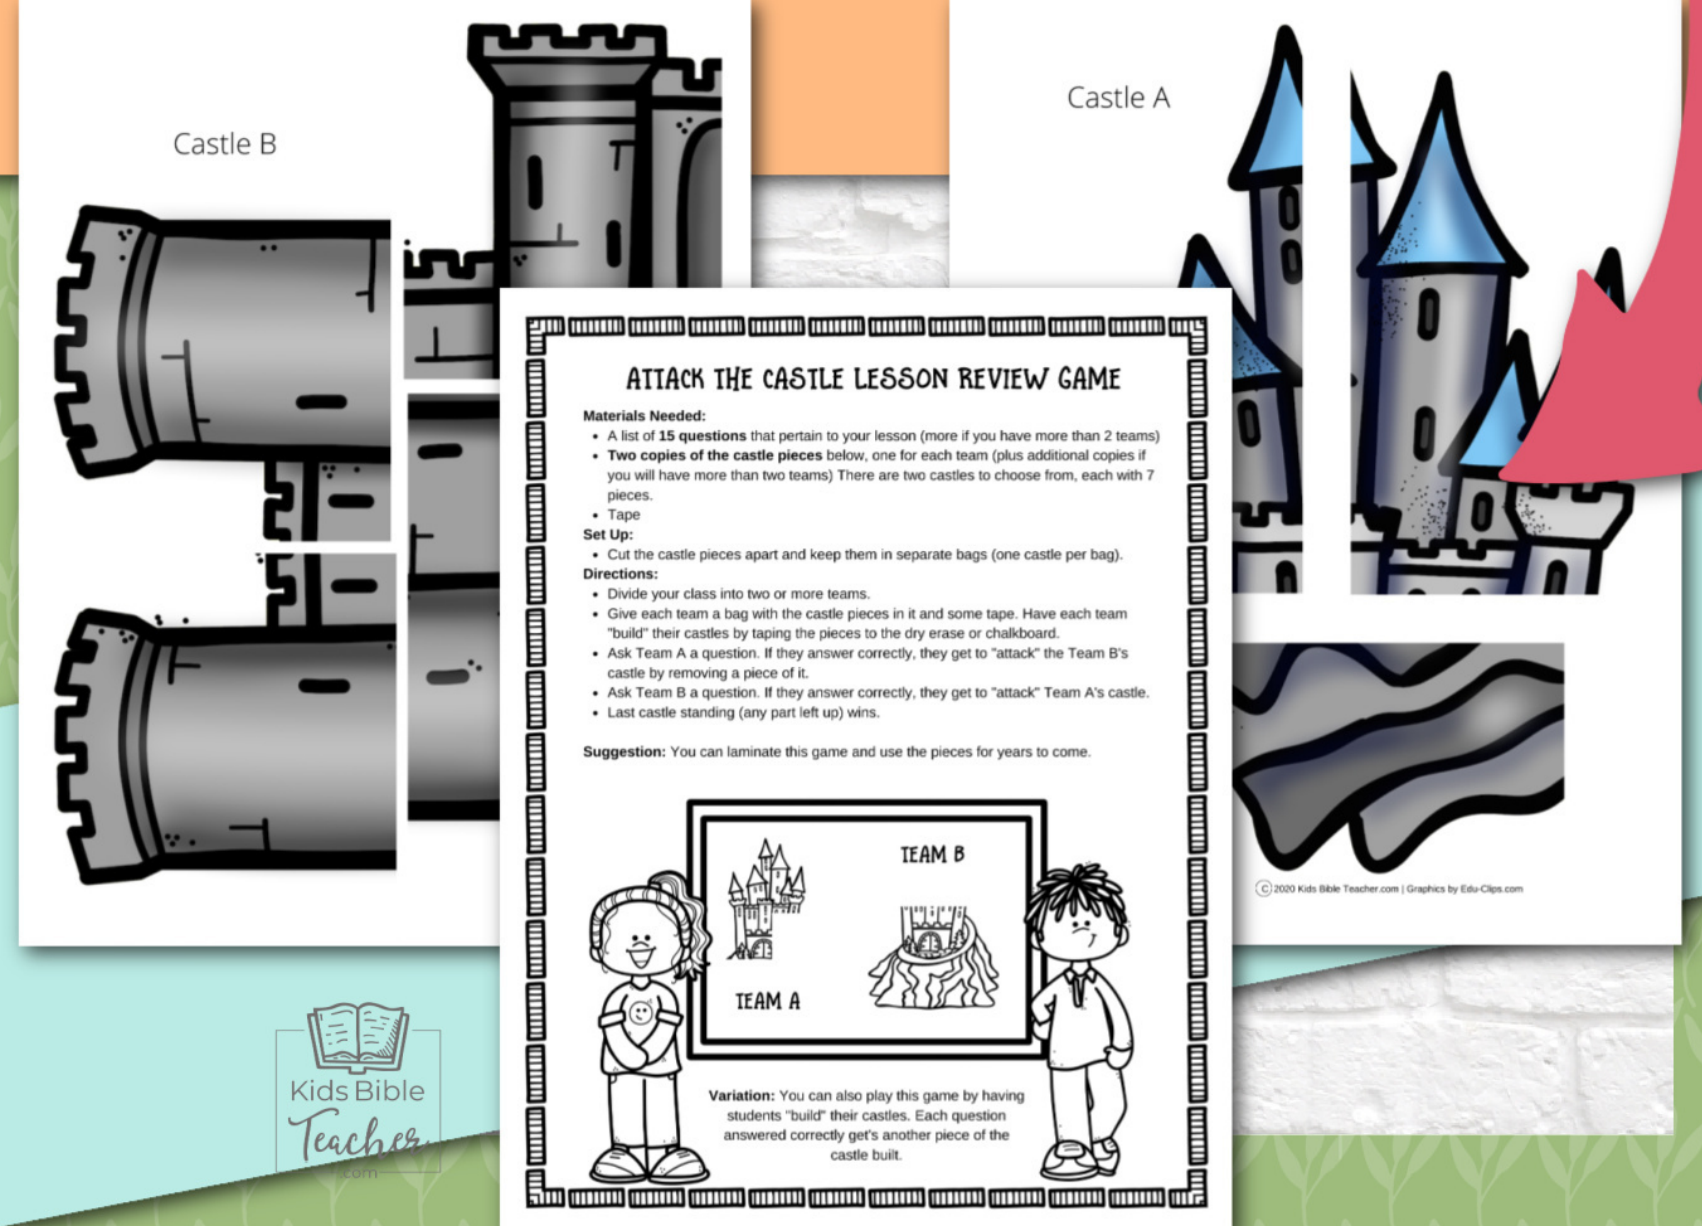 Castle B
Castle A
ATTACK THE CASTLE LESSON REVIEW GAME
Materials Needed:
• A list of 15 questions that pertain to your lesson (more if you have more than 2 teams)
• Two copies of the castle pieces below, one for each team (plus additional copies if
you will have more than two teams) There are two castles to choose from, each with 7
pieces.
• Tape
Set Up:
• Cut the castle pieces apart and keep them in separate bags (one castle per bag).
Directions:
• Divide your class into two or more teams.
• Give each team a bag with the castle pieces in it and some tape. Have each team
"build" their castles by taping the pieces to the dry erase or chalkboard.
• Ask Team A a question. If they answer correctly, they get to "attack" the Team B's
castle by removing a piece of it.
• Ask Team B a question. If they answer correctly, they get to "attack" Team A's castle.
• Last castle standing (any part left up) wins.
Suggestion: You can laminate this game and use the pieces for years to come.
TEAM B
TEAM A
Variation: You can also play this game by having
students "build" their castles. Each question
answered correctly get's another piece of the
castle built.
© 2020 Kids Bible Teacher.com | Graphics by Edu-Clips.com
Kids Bible
Teacher
.com